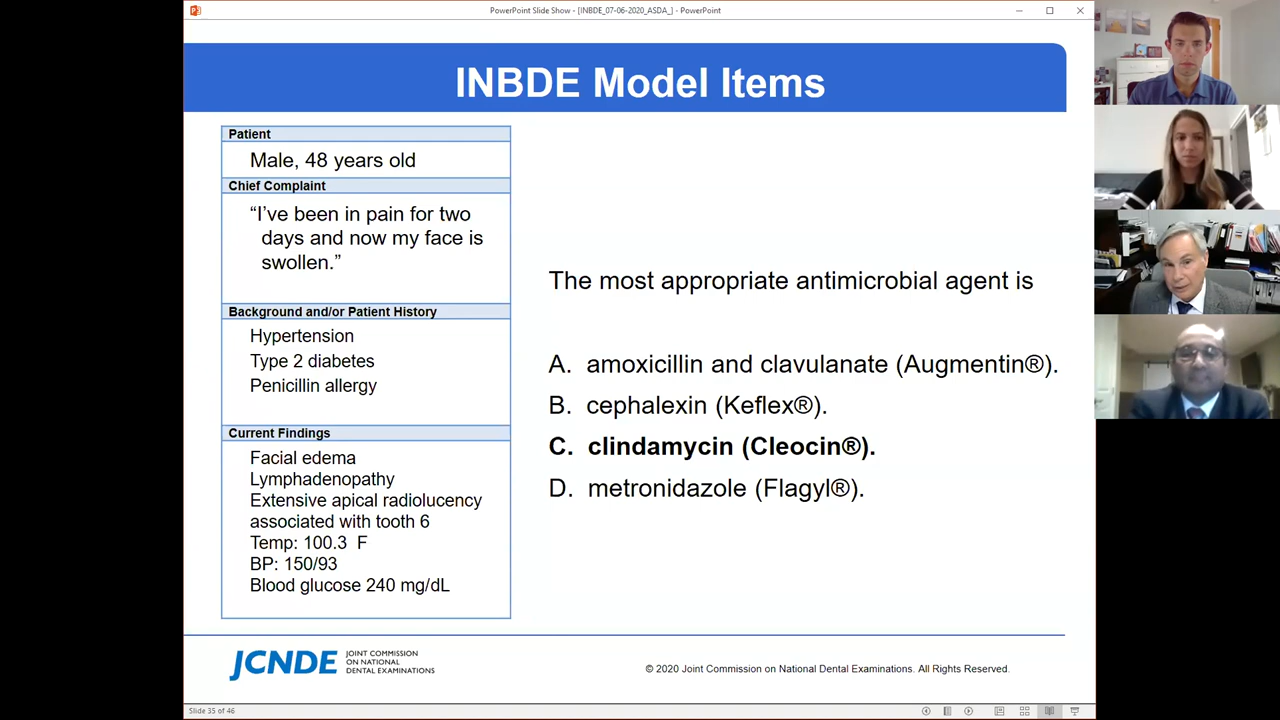 PowerPoint Slide Show - [INBDE_07-06-2020_ASDA_] - PowerPoint
INBDE Model Items
Patient
Male, 48 years old
Chief Complaint
“I’ve been in pain for two
days and now my face is
swollen.”
Background and/or Patient History
Hypertension
Type 2 diabetes
Penicillin allergy
Current Findings
Facial edema
Lymphadenopathy
Extensive apical radiolucency
associated with tooth 6
Temp: 100.3 F
BP: 150/93
Blood glucose 240 mg/dL
The most appropriate antimicrobial agent is
A. amoxicillin and clavulanate (Augmentin®).
B. cephalexin (Keflex®).
C. clindamycin (Cleocin®).
D. metronidazole (Flagyl®).
JCNDE
JOINT COMMISSION
ON NATIONAL
DENTAL EXAMINATIONS
© 2020 Joint Commission on National Dental Examinations. All Rights Reserved.
Slide 35 of 46